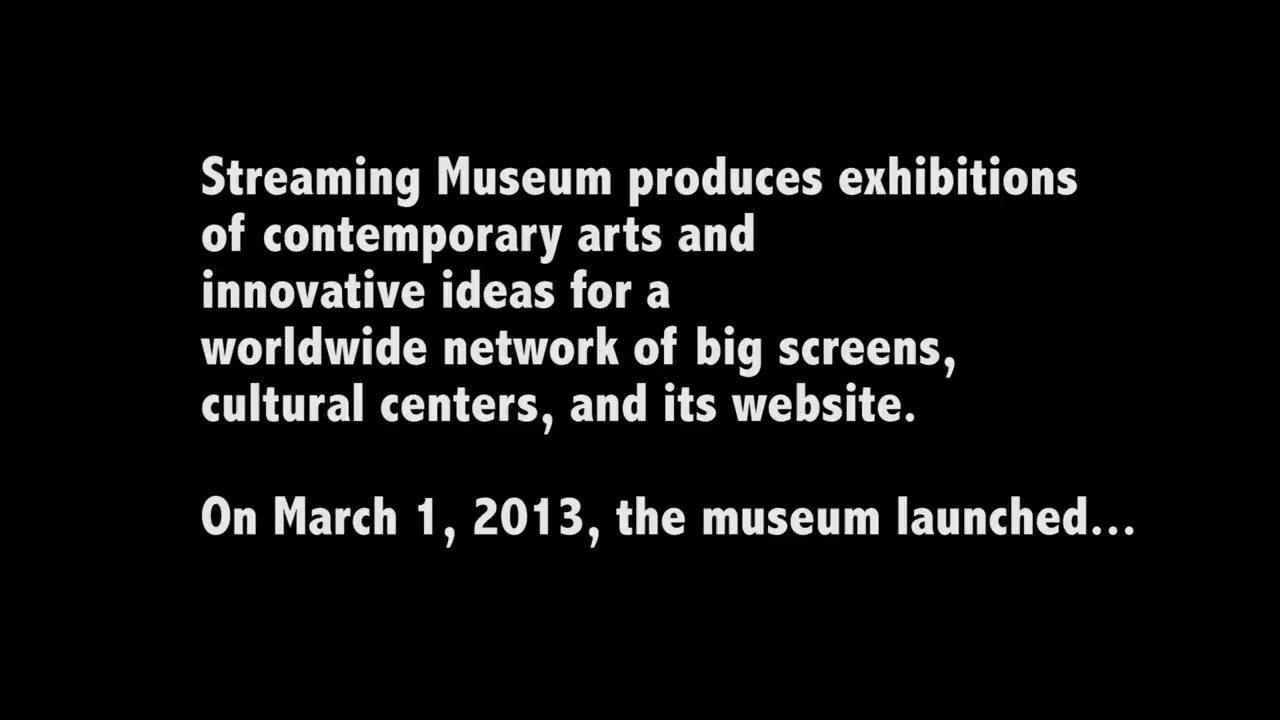 Streaming Museum produces exhibitions
of contemporary arts and
innovative ideas for a
worldwide network of big screens,
cultural centers, and its website.
On March 1, 2013, the museum launched...